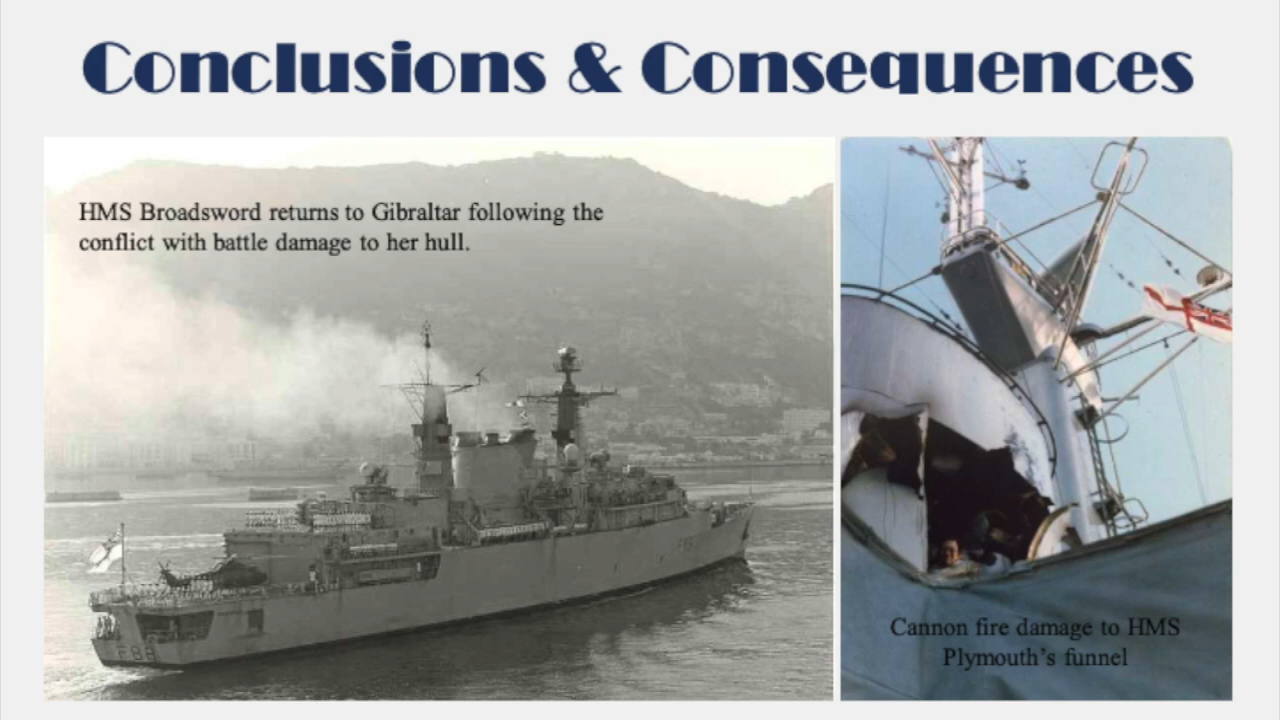 Conclusions & Consequences
HMS Broadsword returns to Gibraltar following the
conflict with battle damage to her hull.
F88
Cannon fire damage to HMS
Plymouth's funnel